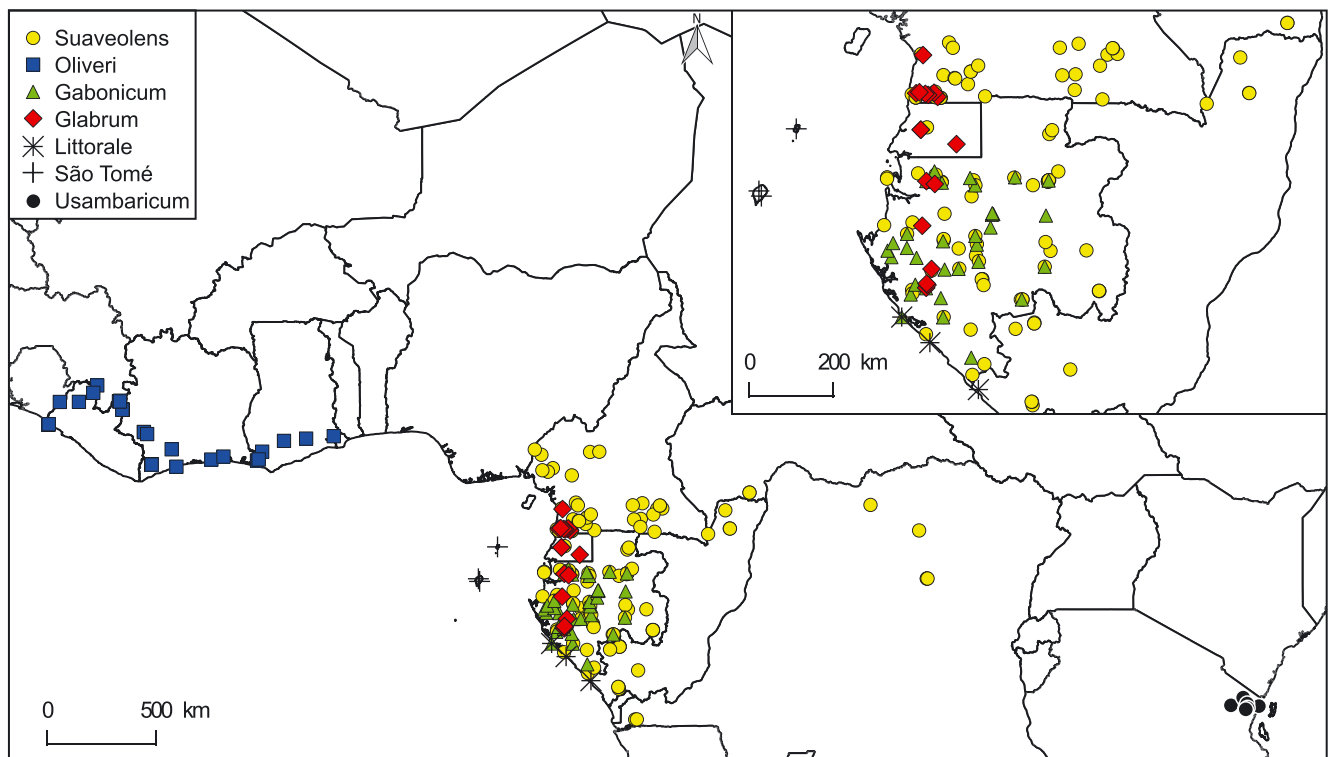 Suaveolens
Oliveri
Gabonicum
Glabrum
Littorale
São Tomé
Usambaricum
N
0 200 km
0 500 km